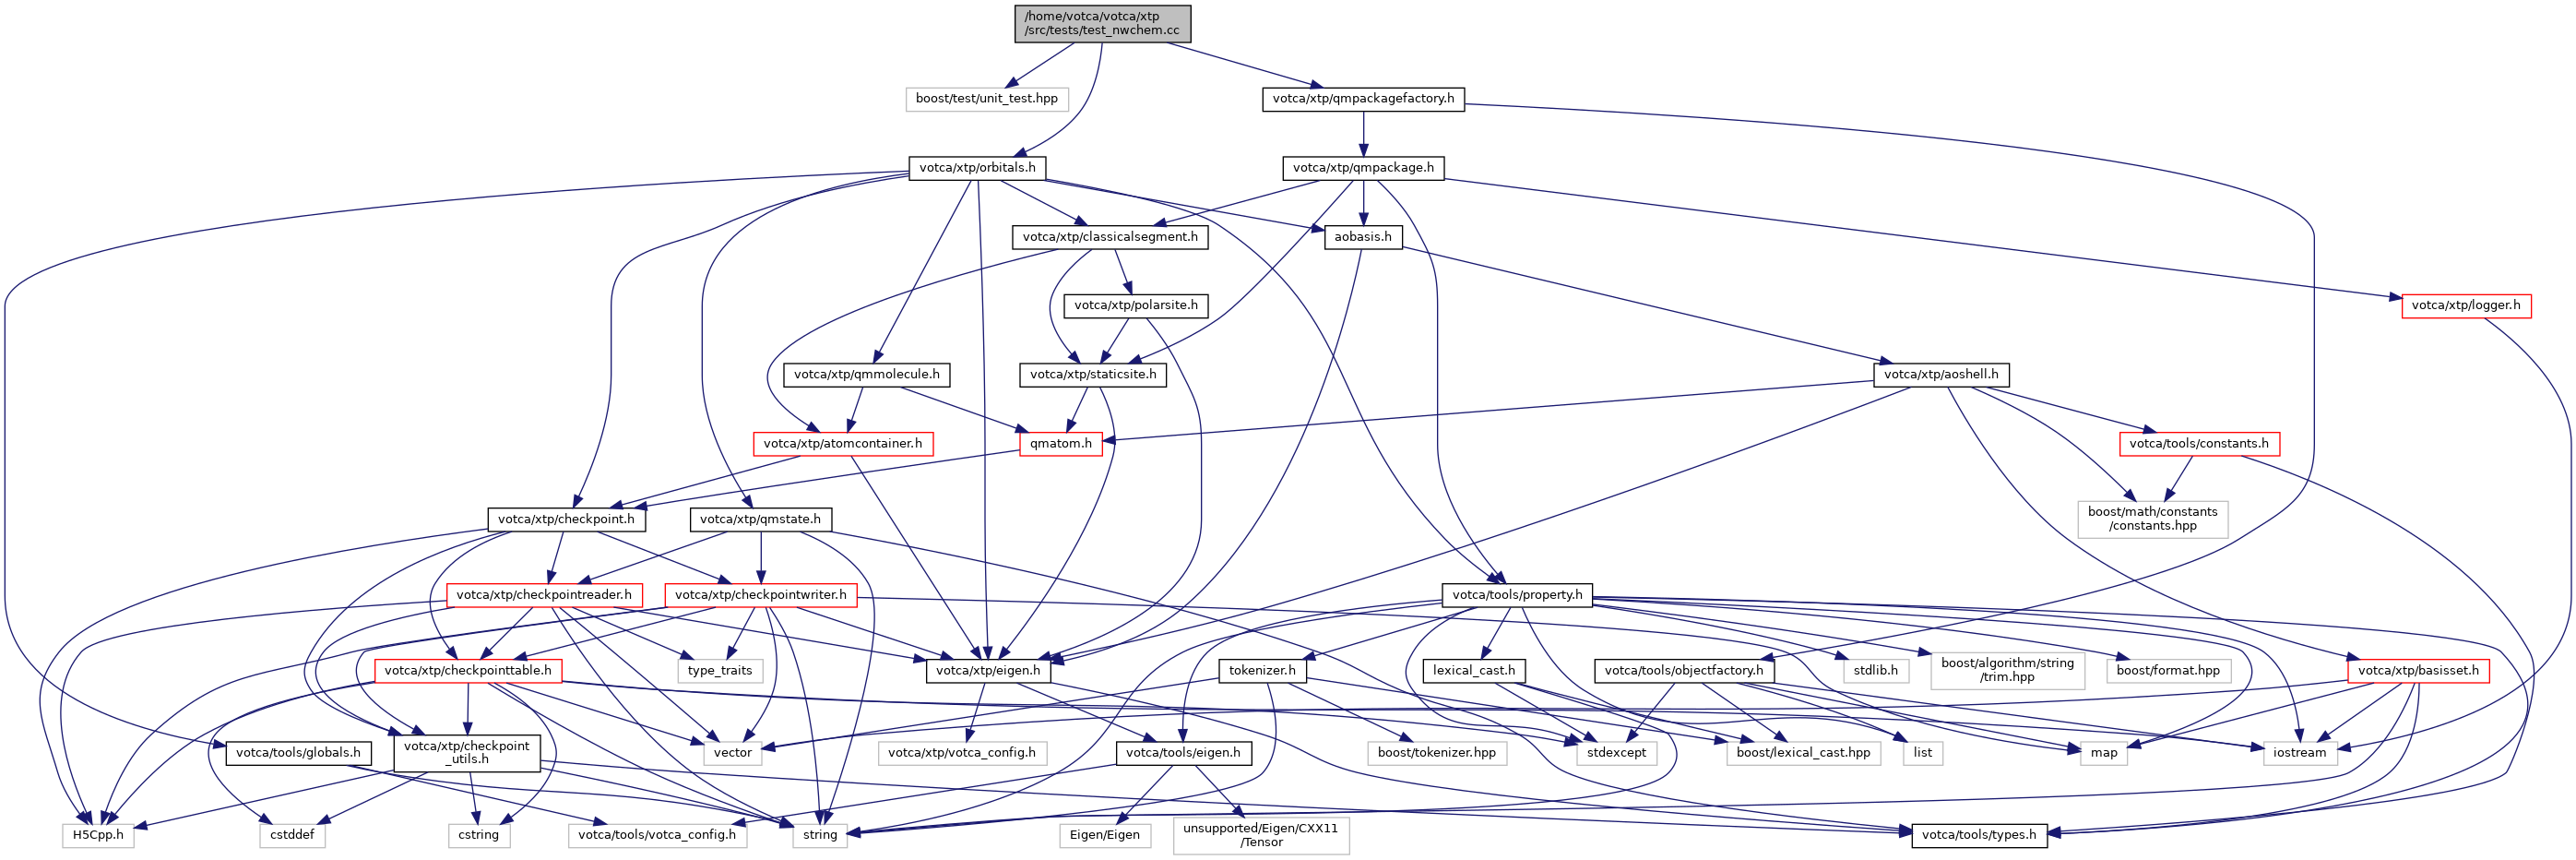 /home/votca/votca/xtp
/src/tests/test_nwchem.cc
boost/test/unit_test.hpp
votca/xtp/qmpackagefactory.h
votca/xtp/orbitals.h
votca/xtp/qmpackage.h
votca/xtp/classicalsegment.h
aobasis.h
votca/xtp/polarsite.h
votca/xtp/logger.h
votca/xtp/qmmolecule.h
votca/xtp/staticsite.h
votca/xtp/aoshell.h
votca/xtp/atomcontainer.h
qmatom.h
votca/tools/constants.h
votca/xtp/checkpoint.h
votca/xtp/qmstate.h
boost/math/constants
/constants.hpp
votca/xtp/checkpointreader.h
votca/xtp/checkpointwriter.h
votca/tools/property.h
votca/xtp/checkpointtable.h
type_traits
votca/xtp/eigen.h
tokenizer.h
lexical_cast.h
stdlib.h
votca/tools/objectfactory.h
boost/algorithm/string
/trim.hpp
boost/format.hpp
votca/xtp/basisset.h
votca/tools/globals.h
votca/xtp/checkpoint
_utils.h
vector
votca/xtp/votca_config.h
votca/tools/eigen.h
boost/tokenizer.hpp
stdexcept
boost/lexical_cast.hpp
list
map
iostream
H5Cpp.h
cstddef
cstring
votca/tools/votca_config.h
string
Eigen/Eigen
unsupported/Eigen/CXX11
/Tensor
votca/tools/types.h